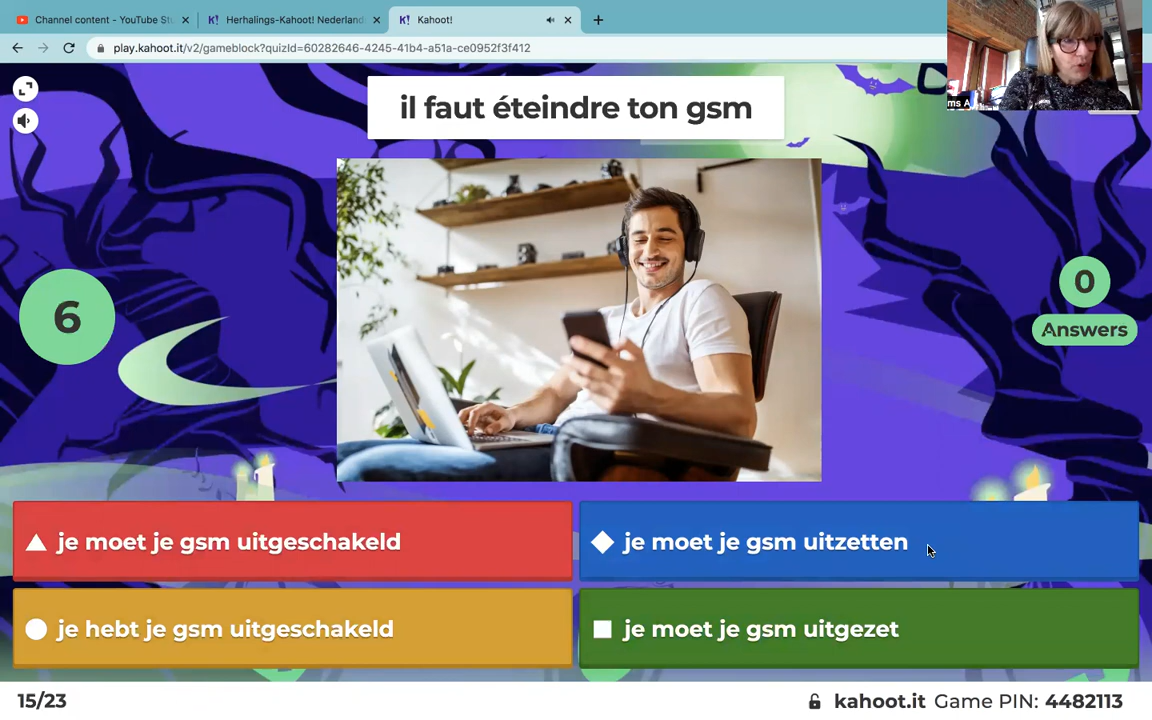 Channel content - YouTube Stu
Herhalings-Kahoot! Nederland
Kahoot!
play.kahoot.it/v2/gameblock?quizId=60282646-4245-41b4-a51a-ce0952f3f412
ms A
il faut éteindre ton gsm
6
0
Answers
je moet je gsm uitgeschakeld
je moet je gsm uitzetten
je hebt je gsm uitgeschakeld
je moet je gsm uitgezet
15/23
kahoot.it Game PIN: 4482113